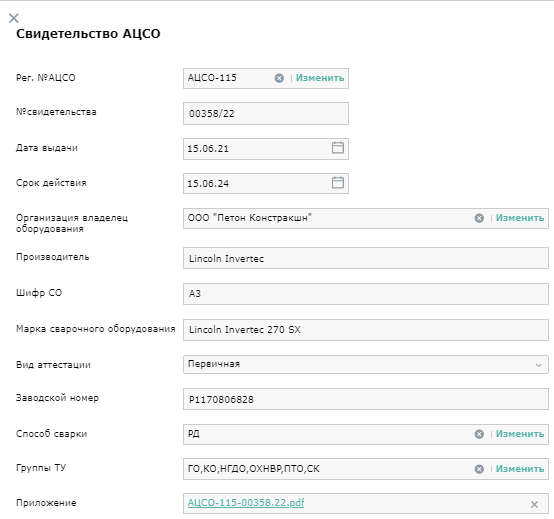 Свидетельство АЦСО
Рег. №АЦСО АЦСО-115 Изменить
№свидетельства 00358/22
Дата выдачи 15.06.21
Срок действия 15.06.24
Организация владелец оборудования ООО "Петон Констракшн" Изменить
Производитель Lincoln Invertec
Шифр СО А3
Марка сварочного оборудования Lincoln Invertec 270 SX
Вид аттестации Первичная
Заводской номер P1170806828
Способ сварки РД Изменить
Группы ТУ ГО,КО,НГДО,ОХНВР,ПТО,СК Изменить
Приложение АЦСО-115-00358.22.pdf